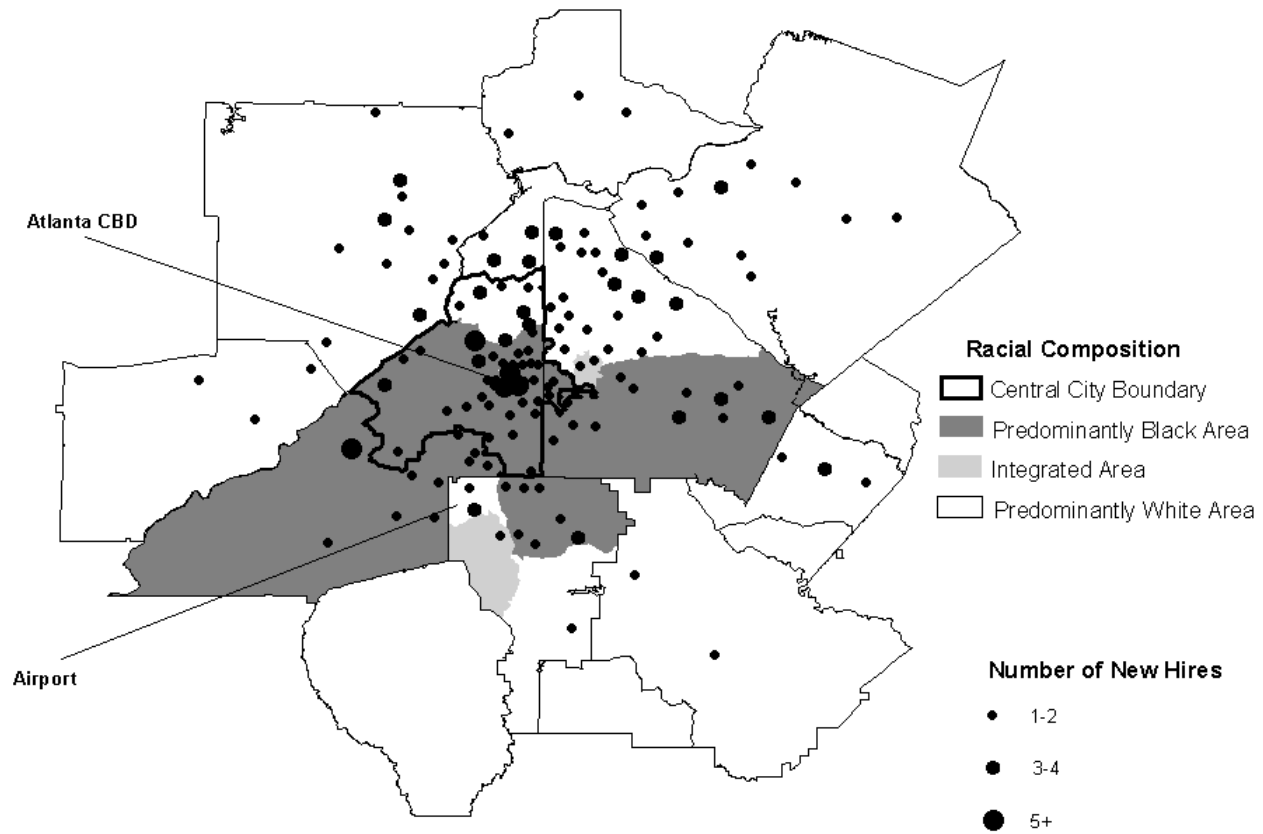 Atlanta CBD
Racial Composition
Central City Boundary
Predominantly Black Area
Integrated Area
Predominantly White Area
Airport
Number of New Hires
1-2
3-4
5+